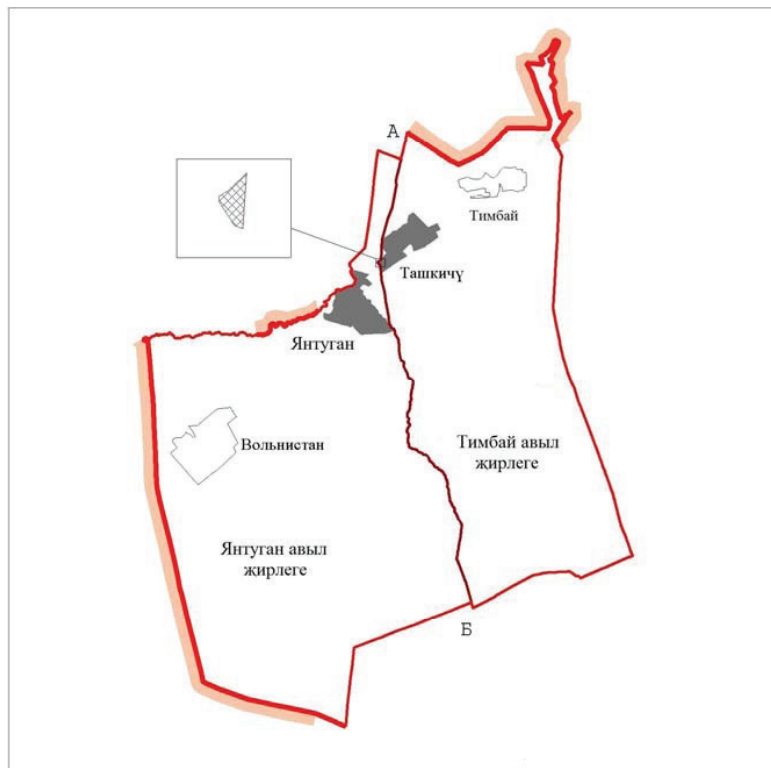 А
Тимбай
Ташкичү
Янтуган
Вольнистан
Тимбай авыл
җирлеге
Янтуган авыл
җирлеге
Б